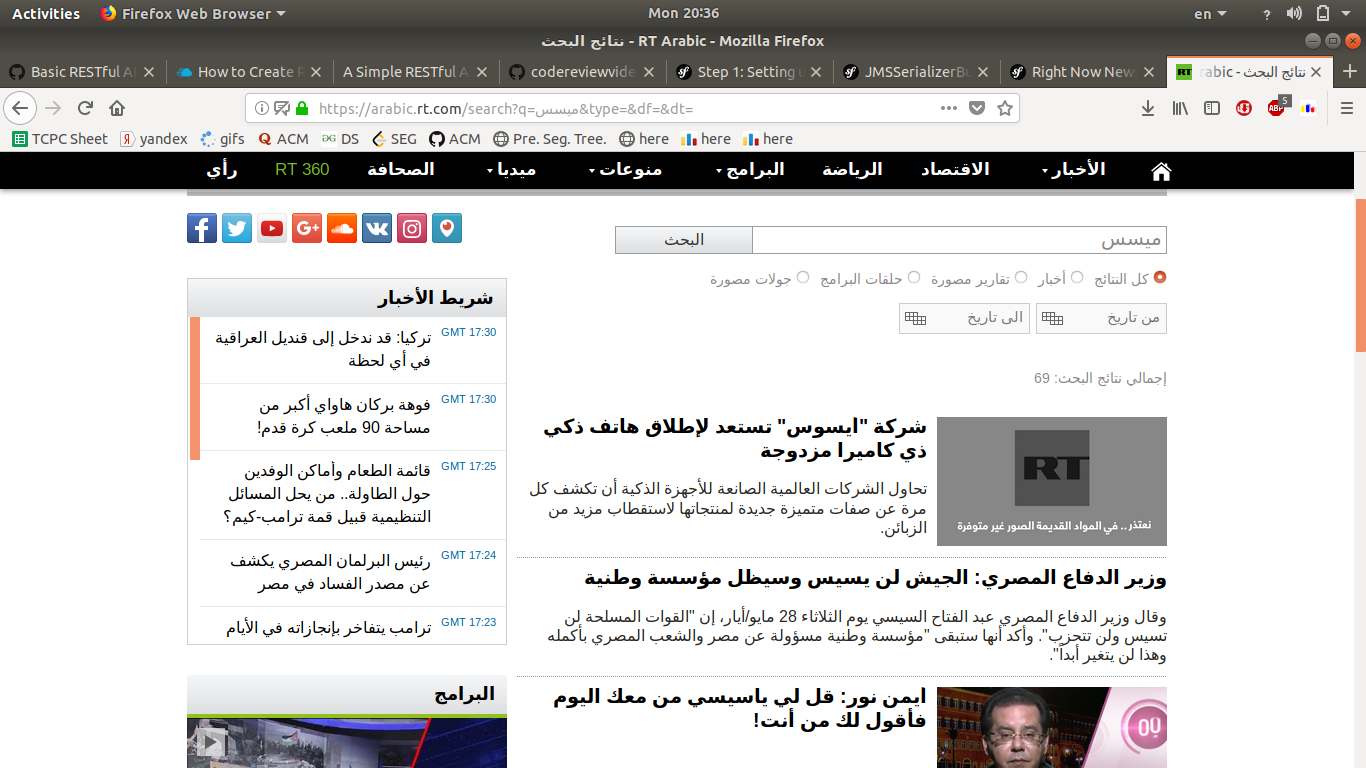 Activities
Firefox Web Browser
Mon 20:36
en
نتائج البحث - RT Arabic - Mozilla Firefox
Basic RESTful A
How to Create R
A Simple RESTful A
codereviewvide
Step 1: Setting u
JMSSerializerBu
Right Now New
نتائج البحث - rabic
https://arabic.rt.com/search?q=ميسس&type=&df=&dt=
5
ABP
TCPC Sheet
yandex
gifs
ACM
DS
SEG
ACM
Pre. Seg. Tree.
here
here
here
الأخبار
الاقتصاد
الرياضة
البرامج
منوعات
ميديا
الصحافة
RT 360
رأي
ميسس
البحث
كل النتائج
أخبار
تقارير مصورة
حلقات البرامج
جولات مصورة
من تاريخ
الى تاريخ
إجمالي نتائج البحث: 69
RT
نعتذر .. في المواد القديمة الصور غير متوفرة
شركة "ايسوس" تستعد لإطلاق هاتف ذكي
ذي كاميرا مزدوجة
تحاول الشركات العالمية الصانعة للأجهزة الذكية أن تكشف كل
مرة عن صفات متميزة جديدة لمنتجاتها لاستقطاب مزيد من
الزبائن.
وزير الدفاع المصري: الجيش لن يسيس وسيظل مؤسسة وطنية
وقال وزير الدفاع المصري عبد الفتاح السيسي يوم الثلاثاء 28 مايو/أيار، إن "القوات المسلحة لن
تسيس ولن تتحزب". وأكد أنها ستبقى "مؤسسة وطنية مسؤولة عن مصر والشعب المصري بأكمله
وهذا لن يتغير أبداً".
أيمن نور: قل لي ياسيسي من معك اليوم
فأقول لك من أنت!
شريط الأخبار
GMT 17:30
تركيا: قد ندخل إلى قنديل العراقية
في أي لحظة
GMT 17:30
فوهة بركان هاواي أكبر من
مساحة 90 ملعب كرة قدم!
GMT 17:25
قائمة الطعام وأماكن الوفدين
حول الطاولة.. من يحل المسائل
التنظيمية قبيل قمة ترامب-كيم؟
GMT 17:24
رئيس البرلمان المصري يكشف
عن مصدر الفساد في مصر
GMT 17:23
ترامب يتفاخر بإنجازاته في الأيام
البرامج